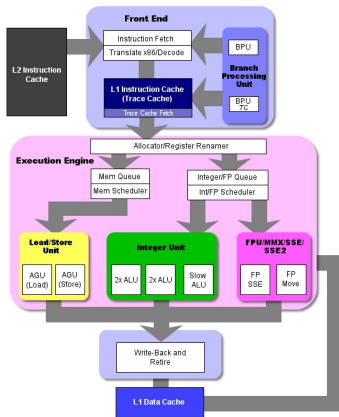 Front End
L2 Instruction
Cache
Instruction Fetch
Translate x86/Decode
L1 Instruction Cache
(Trace Cache)
Trace Cache Fetch
BPU
Branch
Processing
Unit
BPU
TC
Allocator/Register Renamer
Execution Engine
Mem Queue
Mem Scheduler
Integer/FP Queue
Int/FP Scheduler
Load/Store
Unit
AGU
(Load)
AGU
(Store)
Integer Unit
2x ALU
2x ALU
Slow
ALU
FPU/MMX/SSE/
SSE2
FP
SSE
FP
Move
Write-Back and
Retire
L1 Data Cache